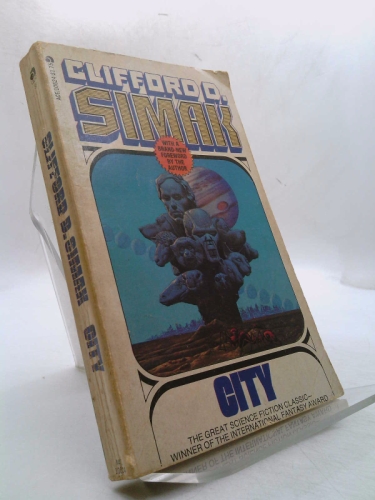 CLIFFORD D.
SIMAK
WITH A
BRAND-NEW
FOREWORD
BY THE
AUTHOR
CITY
THE GREAT SCIENCE FICTION CLASSIC—
WINNER OF THE INTERNATIONAL FANTASY AWARD
CLIFFORD D. SIMAK CITY